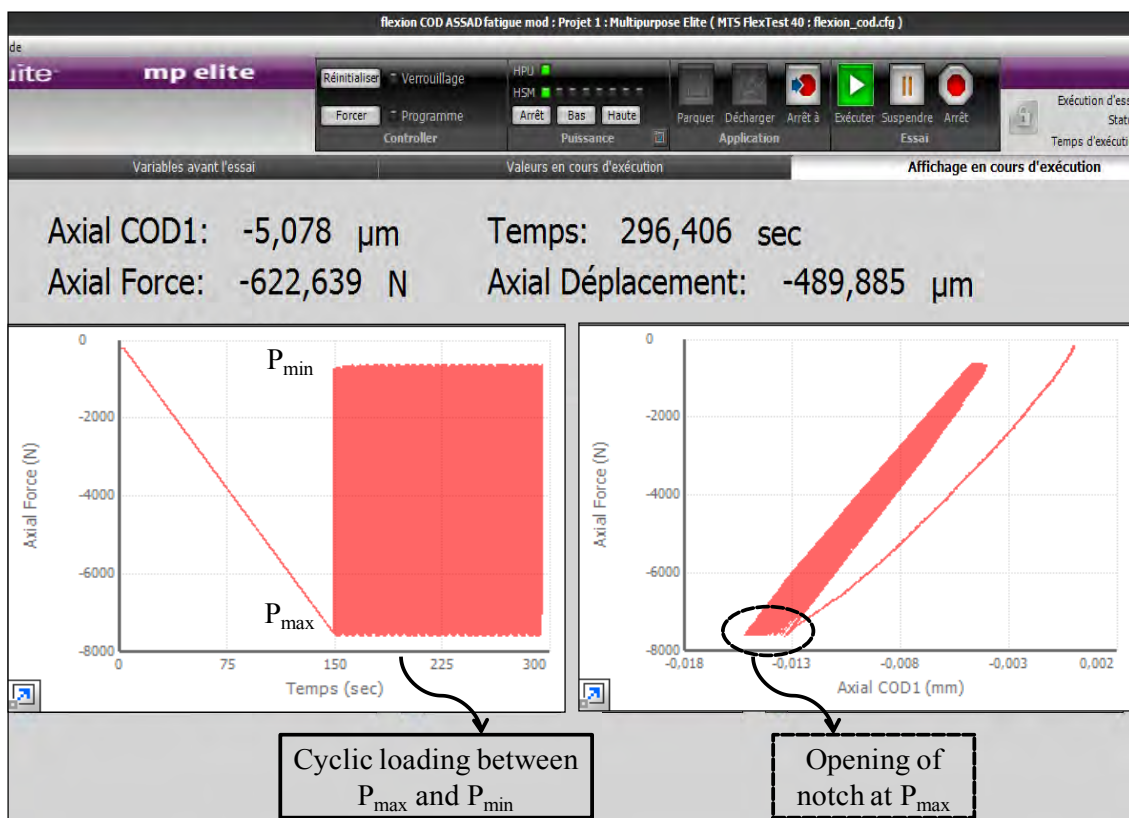 flexion COD ASSAD fatigue mod : Projet 1 : Multipurpose Elite ( MTS FlexTest 40 : flexion_cod.cfg )
de
uite mp elite
Réinitialiser Verrouillage
Forcer Programme
Controller
HPU
HSM
Arrêt Bas Haute
Puissance
Parquer Décharger Arrêt à
Application
Exécuter Suspendre Arrêt
Essai
Exécution d'ess
Stat
Temps d'exécuti
Variables avant l'essai Valeurs en cours d'exécution Affichage en cours d'exécution
Axial COD1: -5,078 µm Temps: 296,406 sec
Axial Force: -622,639 N Axial Déplacement: -489,885 µm
Axial Force (N)
0
-2000
-4000
-6000
-8000
Pmin
Pmax
0 75 150 225 300
Temps (sec)
Axial Force (N)
0
-2000
-4000
-6000
-8000
-0,018 -0,013 -0,008 -0,003 0,002
Axial COD1 (mm)
Cyclic loading between
Pmax and Pmin
Opening of
notch at Pmax